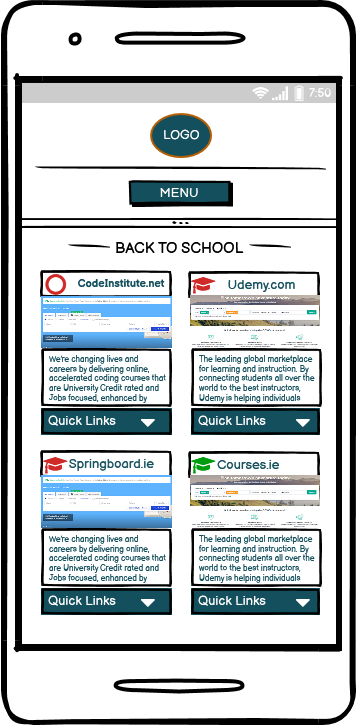 7:50
LOGO
MENU
BACK TO SCHOOL
CodeInstitute.net
We're changing lives and
careers by delivering online,
accelerated coding courses that
are University Credit rated and
Jobs focused, enhanced by
Quick Links
Udemy.com
The leading global marketplace
for learning and instruction. By
connecting students all over the
world to the best instructors,
Udemy is helping individuals
Quick Links
Springboard.ie
We're changing lives and
careers by delivering online,
accelerated coding courses that
are University Credit rated and
Jobs focused, enhanced by
Quick Links
Courses.ie
The leading global marketplace
for learning and instruction. By
connecting students all over the
world to the best instructors,
Udemy is helping individuals
Quick Links